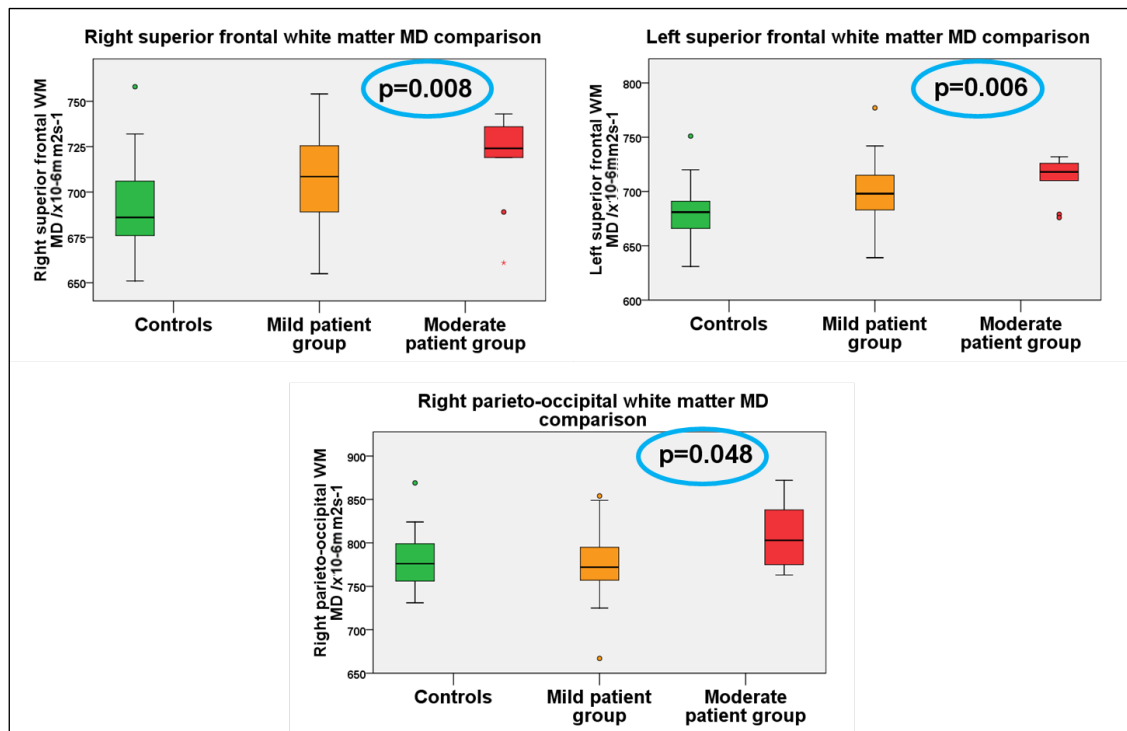 Right superior frontal white matter MD comparison
p=0.008
Right superior frontal WM
MD /x10-6mm2s-1
750
725
700
675
650
Controls
Mild patient
group
Moderate
patient group
Left superior frontal white matter MD comparison
p=0.006
Left superior frontal WM
MD /x10-6mm2s-1
800
750
700
650
600
Controls
Mild patient
group
Moderate
patient group
Right parieto-occipital white matter MD
comparison
p=0.048
Right parieto-occipital WM
MD /x10-6mm2s-1
900
850
800
750
700
650
Controls
Mild patient
group
Moderate
patient group